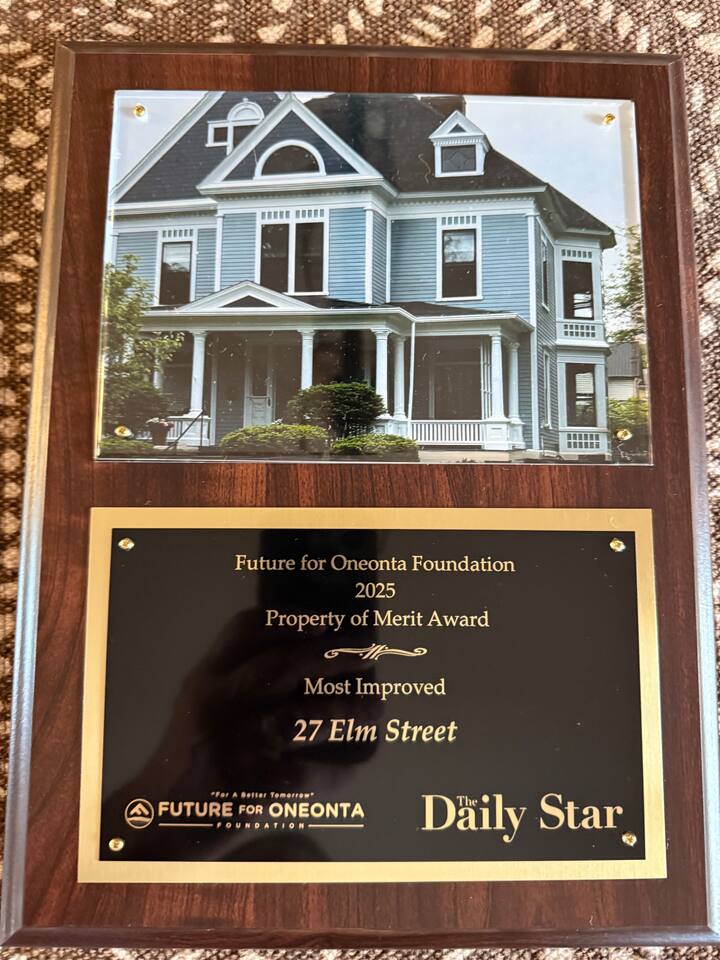 Future for Oneonta Foundation
2025
Property of Merit Award
Most Improved
27 Elm Street
"For A Better Tomorrow"
FUTURE FOR ONEONTA
FOUNDATION
The Daily Star